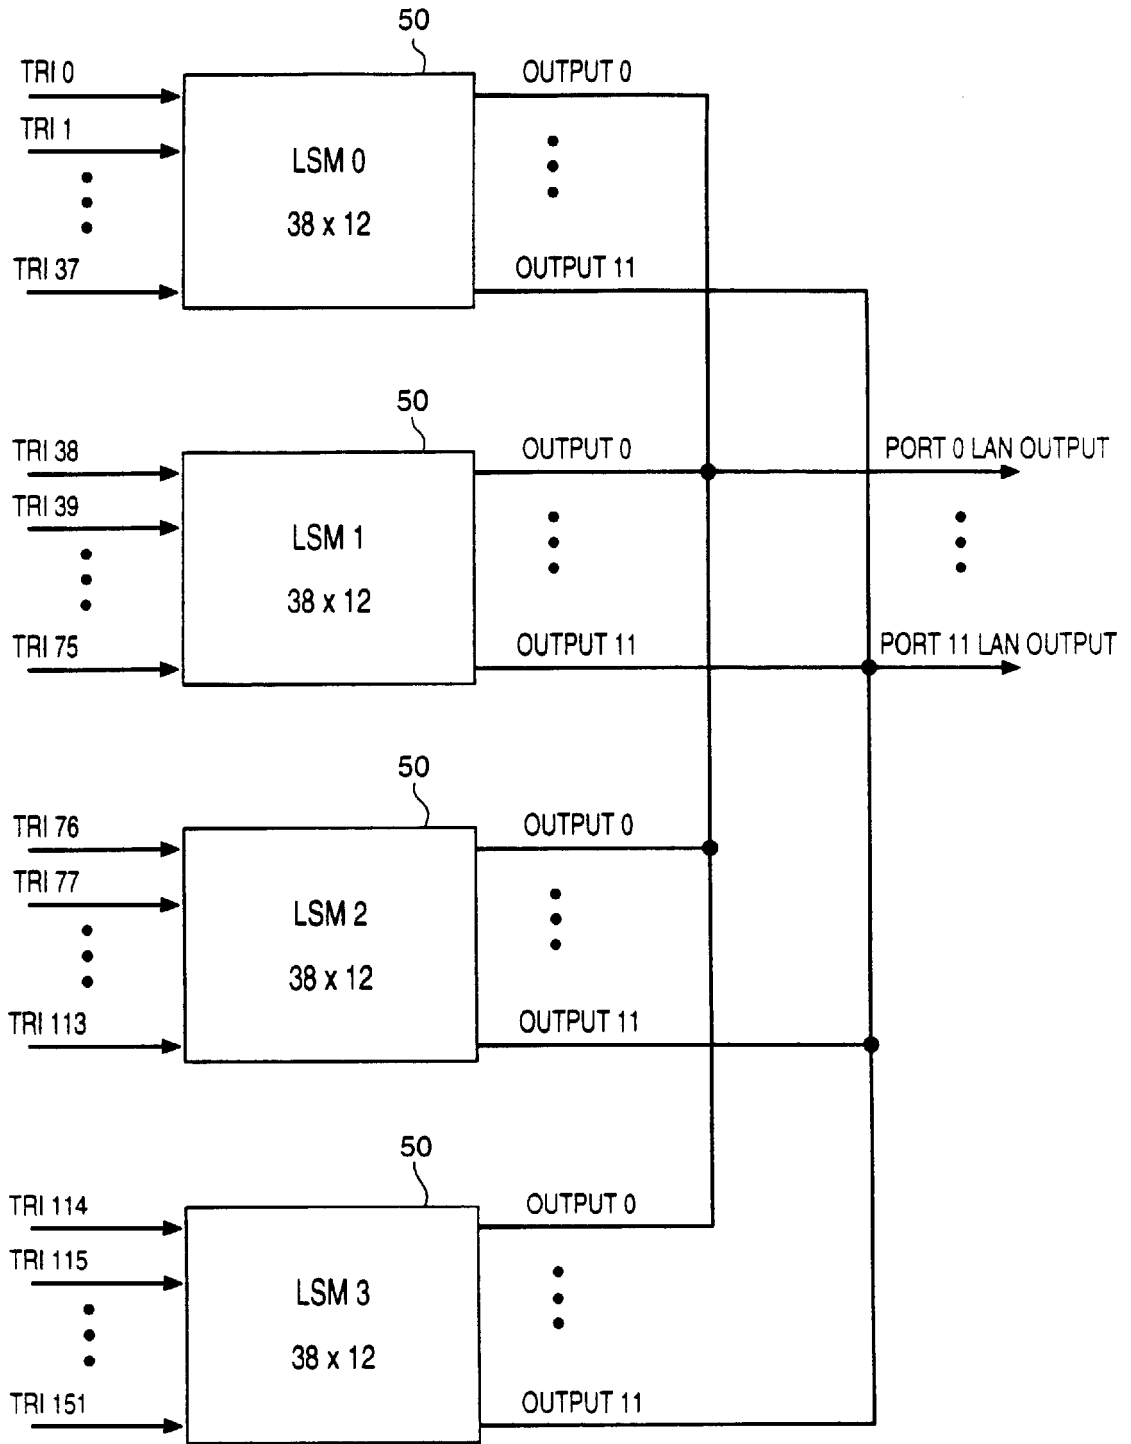 50
TRI 0
OUTPUT 0
TRI 1
LSM 0
38 x 12
TRI 37
OUTPUT 11
50
TRI 38
OUTPUT 0
PORT 0 LAN OUTPUT
TRI 39
LSM 1
38 x 12
TRI 75
OUTPUT 11
PORT 11 LAN OUTPUT
50
TRI 76
OUTPUT 0
TRI 77
LSM 2
38 x 12
TRI 113
OUTPUT 11
50
TRI 114
OUTPUT 0
TRI 115
LSM 3
38 x 12
TRI 151
OUTPUT 11